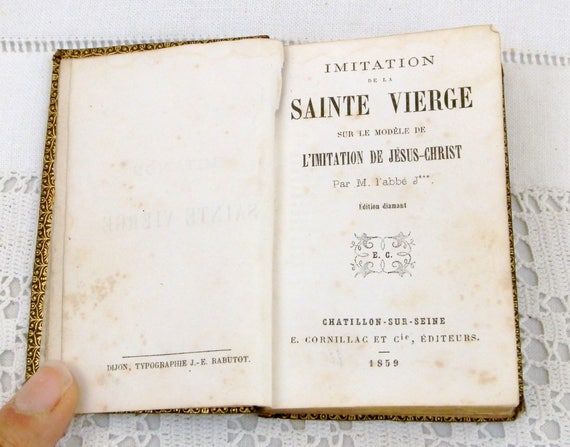 DIJON, TYPOGRAPHIE J.-E. RABUTOT.
IMITATION
DE LA
SAINTE VIERGE
SUR LE MODÈLE DE
L'IMITATION DE JÉSUS-CHRIST
Par M. l'abbé J***.
Édition diamant
E. C.
CHATILLON-SUR-SEINE
E. CORNILLAC ET Cie, ÉDITEURS.
1859